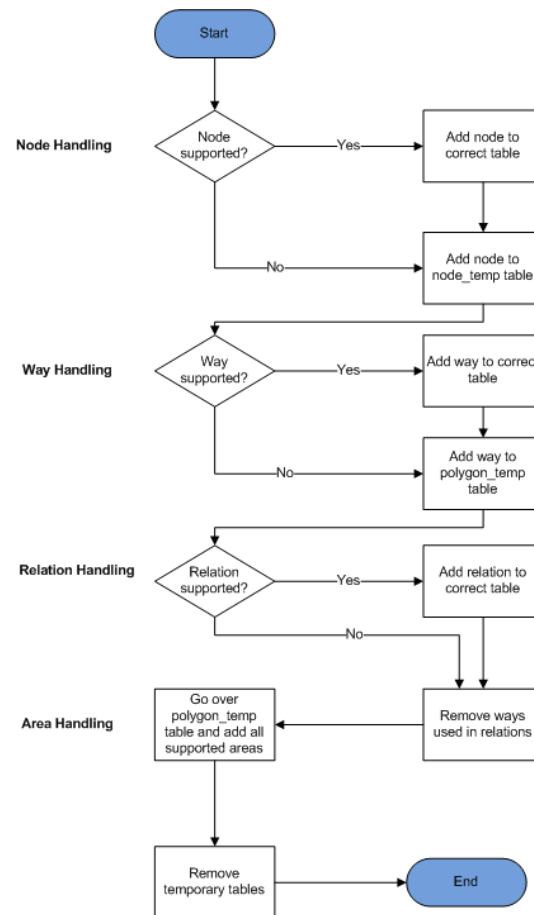 Start
Node Handling
Node
supported?
Yes
Add node to
correct table
No
Add node to
node_temp table
Way Handling
Way
supported?
Yes
Add way to correct
table
No
Add way to
polygon_temp
table
Relation Handling
Relation
supported?
Yes
Add relation to
correct table
No
Area Handling
Go over
polygon_temp
table and add all
supported areas
Remove ways
used in relations
Remove
temporary tables
End